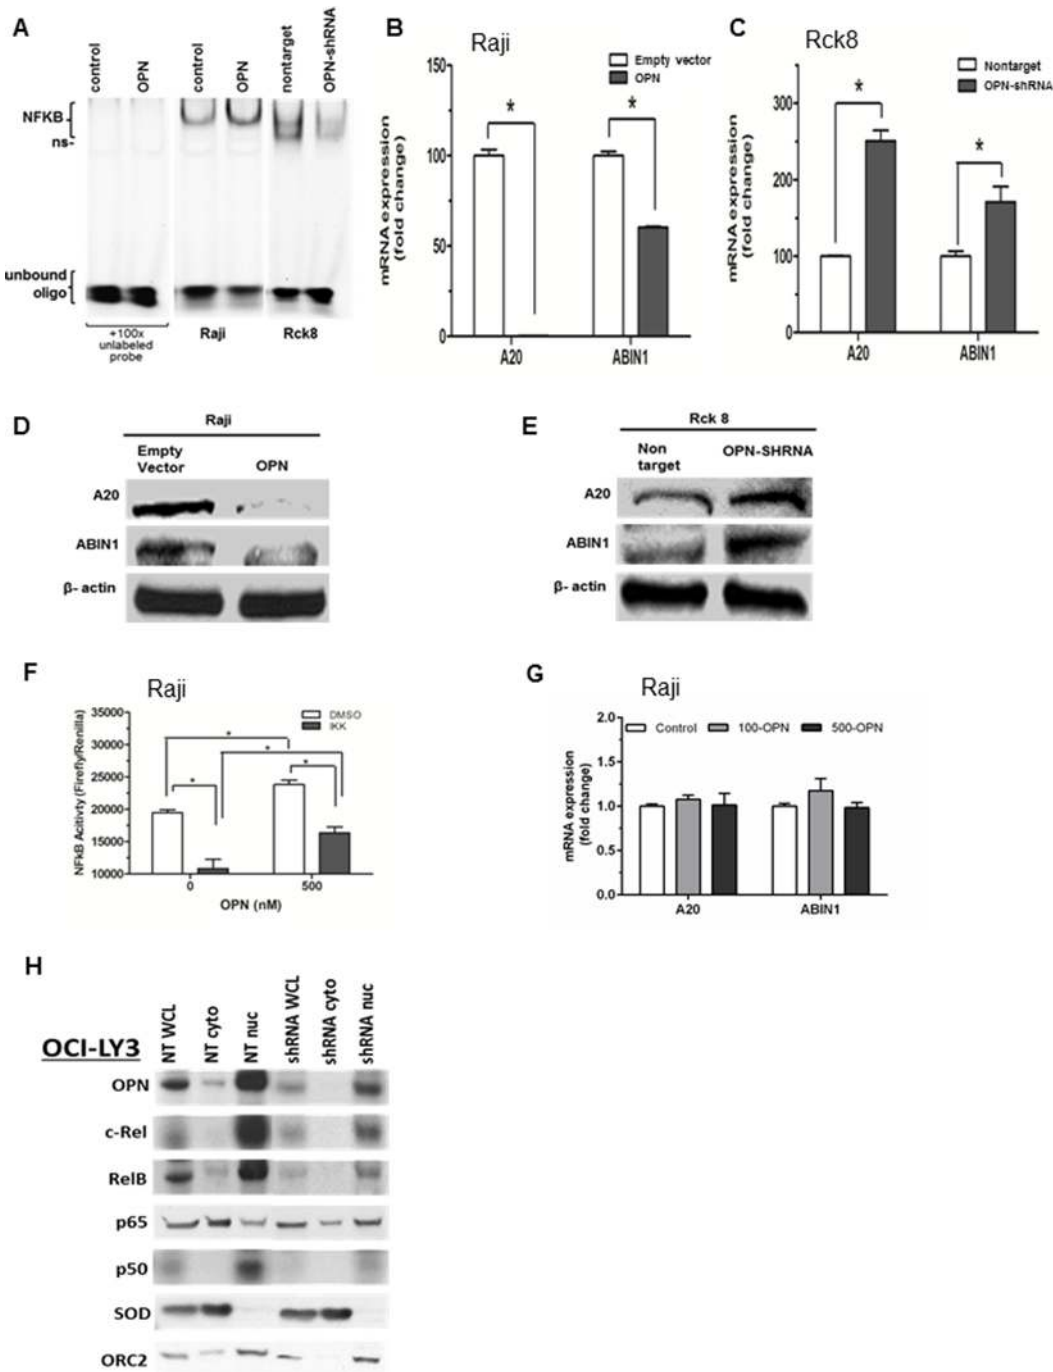 A
control
OPN
control
OPN
nontarget
OPN-shRNA
NFKB
ns-
unbound
oligo
+100x
unlabeled
probe
Raji
Rck8
B
Raji
Empty vector
OPN
mRNA expression
(fold change)
150
100
50
0
*
*
A20
ABIN1
C
Rck8
Nontarget
OPN-shRNA
mRNA expression
(fold change)
300
200
100
0
*
*
A20
ABIN1
D
Raji
Empty
Vector
OPN
A20
ABIN1
β- actin
E
Rck 8
Non
target
OPN-SHRNA
A20
ABIN1
β- actin
F
Raji
DMSO
IKK
NFkB Acitivty (Firefly/Renilla)
35000
30000
25000
20000
15000
10000
*
*
*
*
0
500
OPN (nM)
G
Raji
Control
100-OPN
500-OPN
mRNA expression
(fold change)
2.0
1.5
1.0
0.5
0.0
A20
ABIN1
H
OCI-LY3
NT WCL
NT cyto
NT nuc
shRNA WCL
shRNA cyto
shRNA nuc
OPN
c-Rel
RelB
p65
p50
SOD
ORC2